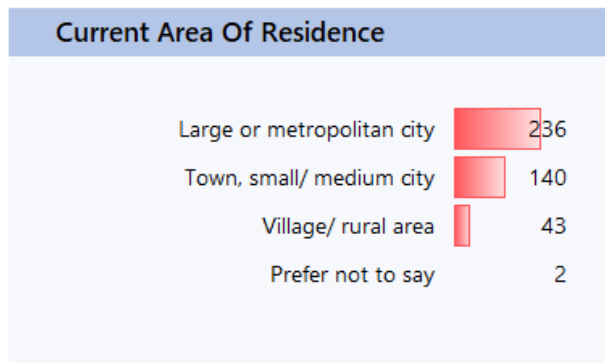 Current Area Of Residence
Large or metropolitan city 236
Town, small/ medium city 140
Village/ rural area 43
Prefer not to say 2